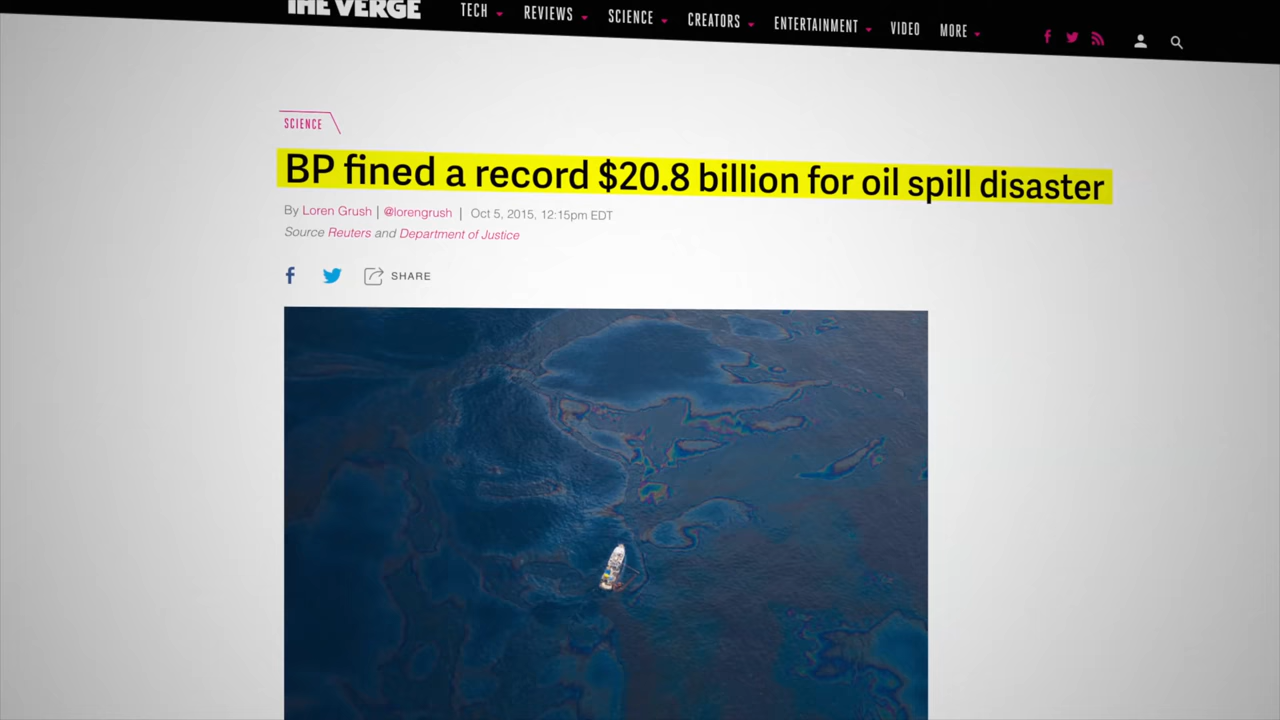 THE VERGE
TECH REVIEWS SCIENCE CREATORS ENTERTAINMENT VIDEO MORE
SCIENCE
BP fined a record $20.8 billion for oil spill disaster
By Loren Grush | @lorengrush | Oct 5, 2015, 12:15pm EDT
Source Reuters and Department of Justice
SHARE